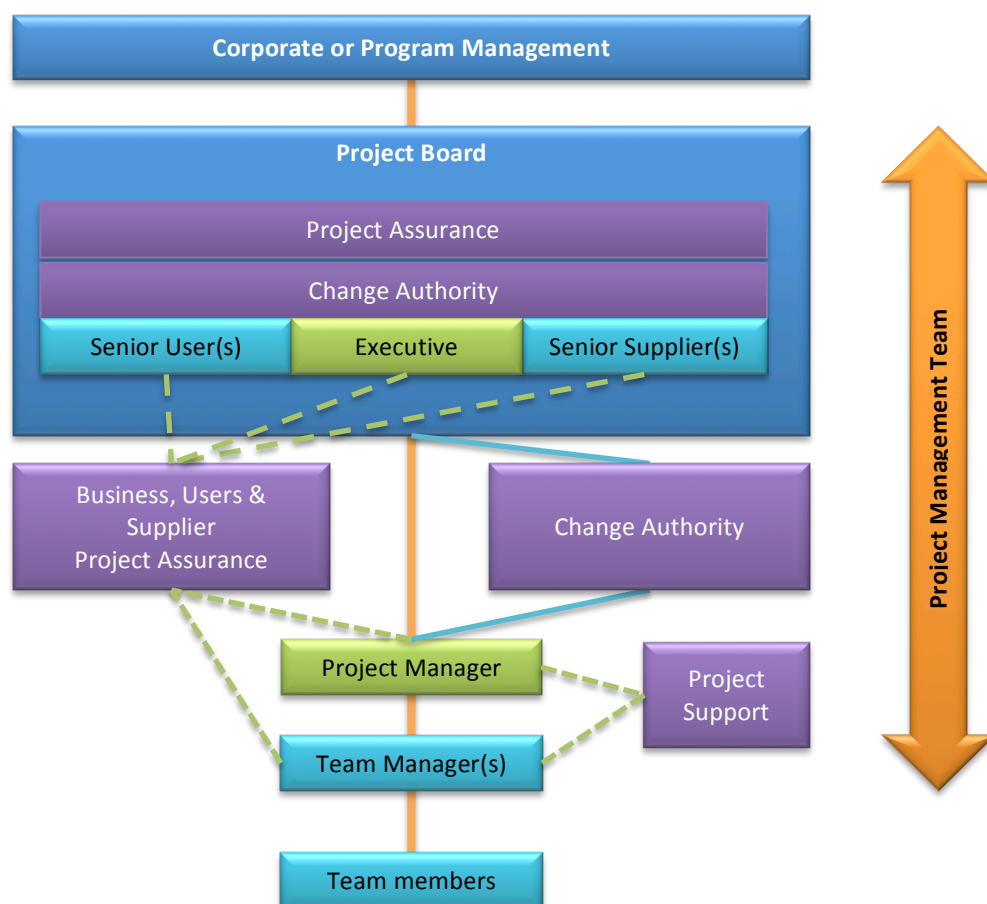 Corporate or Program Management
Project Board
Project Assurance
Change Authority
Senior User(s)
Executive
Senior Supplier(s)
Business, Users &
Supplier
Project Assurance
Change Authority
Project Manager
Project
Support
Team Manager(s)
Team members
Project Management Team